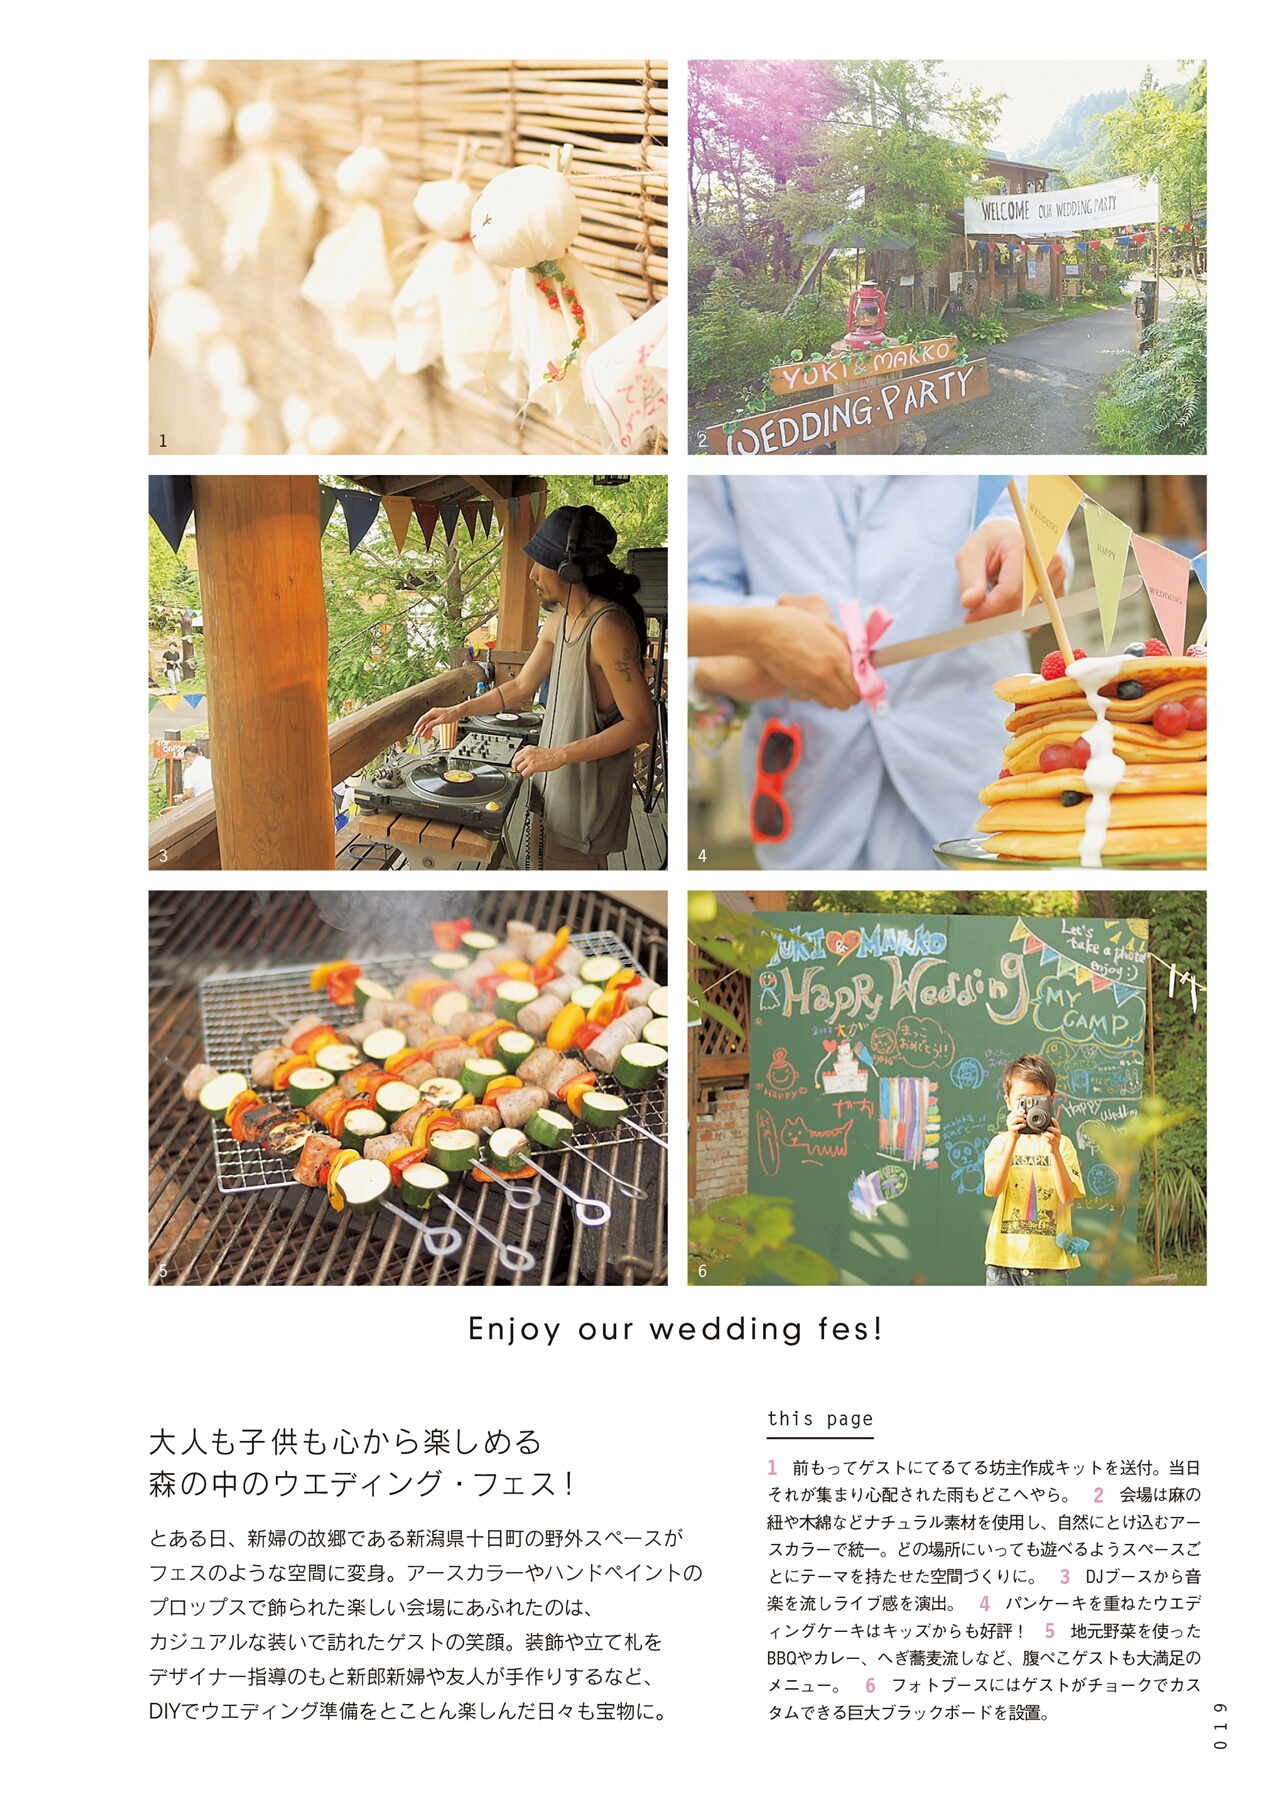 1
WELCOME OUR WEDDING PARTY
YUKI & MAKKO
WEDDING・PARTY
2
3
WEDDING
HAPPY
WEDDING
4
5
YUKI & MAKKO
Let's
take a photo
enjoy :)
HapPy Wedding
MY
CAMP
まっこ
おめでとう!!
happy
Happy
Wedding
6
Enjoy our wedding fes!
大人も子供も心から楽しめる
森の中のウエディング・フェス！
とある日、新婦の故郷である新潟県十日町の野外スペースが
フェスのような空間に変身。アースカラーやハンドペイントの
プロップスで飾られた楽しい会場にあふれたのは、
カジュアルな装いで訪れたゲストの笑顔。装飾や立て札を
デザイナー指導のもと新郎新婦や友人が手作りするなど、
DIYでウエディング準備をとことん楽しんだ日々も宝物に。
this page
1 前もってゲストにてるてる坊主作成キットを送付。当日
それが集まり心配された雨もどこへやら。 2 会場は麻の
紐や木綿などナチュラル素材を使用し、自然にとけ込むアー
スカラーで統一。どの場所にいっても遊べるようスペースご
とにテーマを持たせた空間づくりに。 3 DJブースから音
楽を流しライブ感を演出。 4 パンケーキを重ねたウエデ
ィングケーキはキッズからも好評！ 5 地元野菜を使った
BBQやカレー、へぎ蕎麦流しなど、腹ぺこゲストも大満足の
メニュー。 6 フォトブースにはゲストがチョークでカス
タムできる巨大ブラックボードを設置。
019